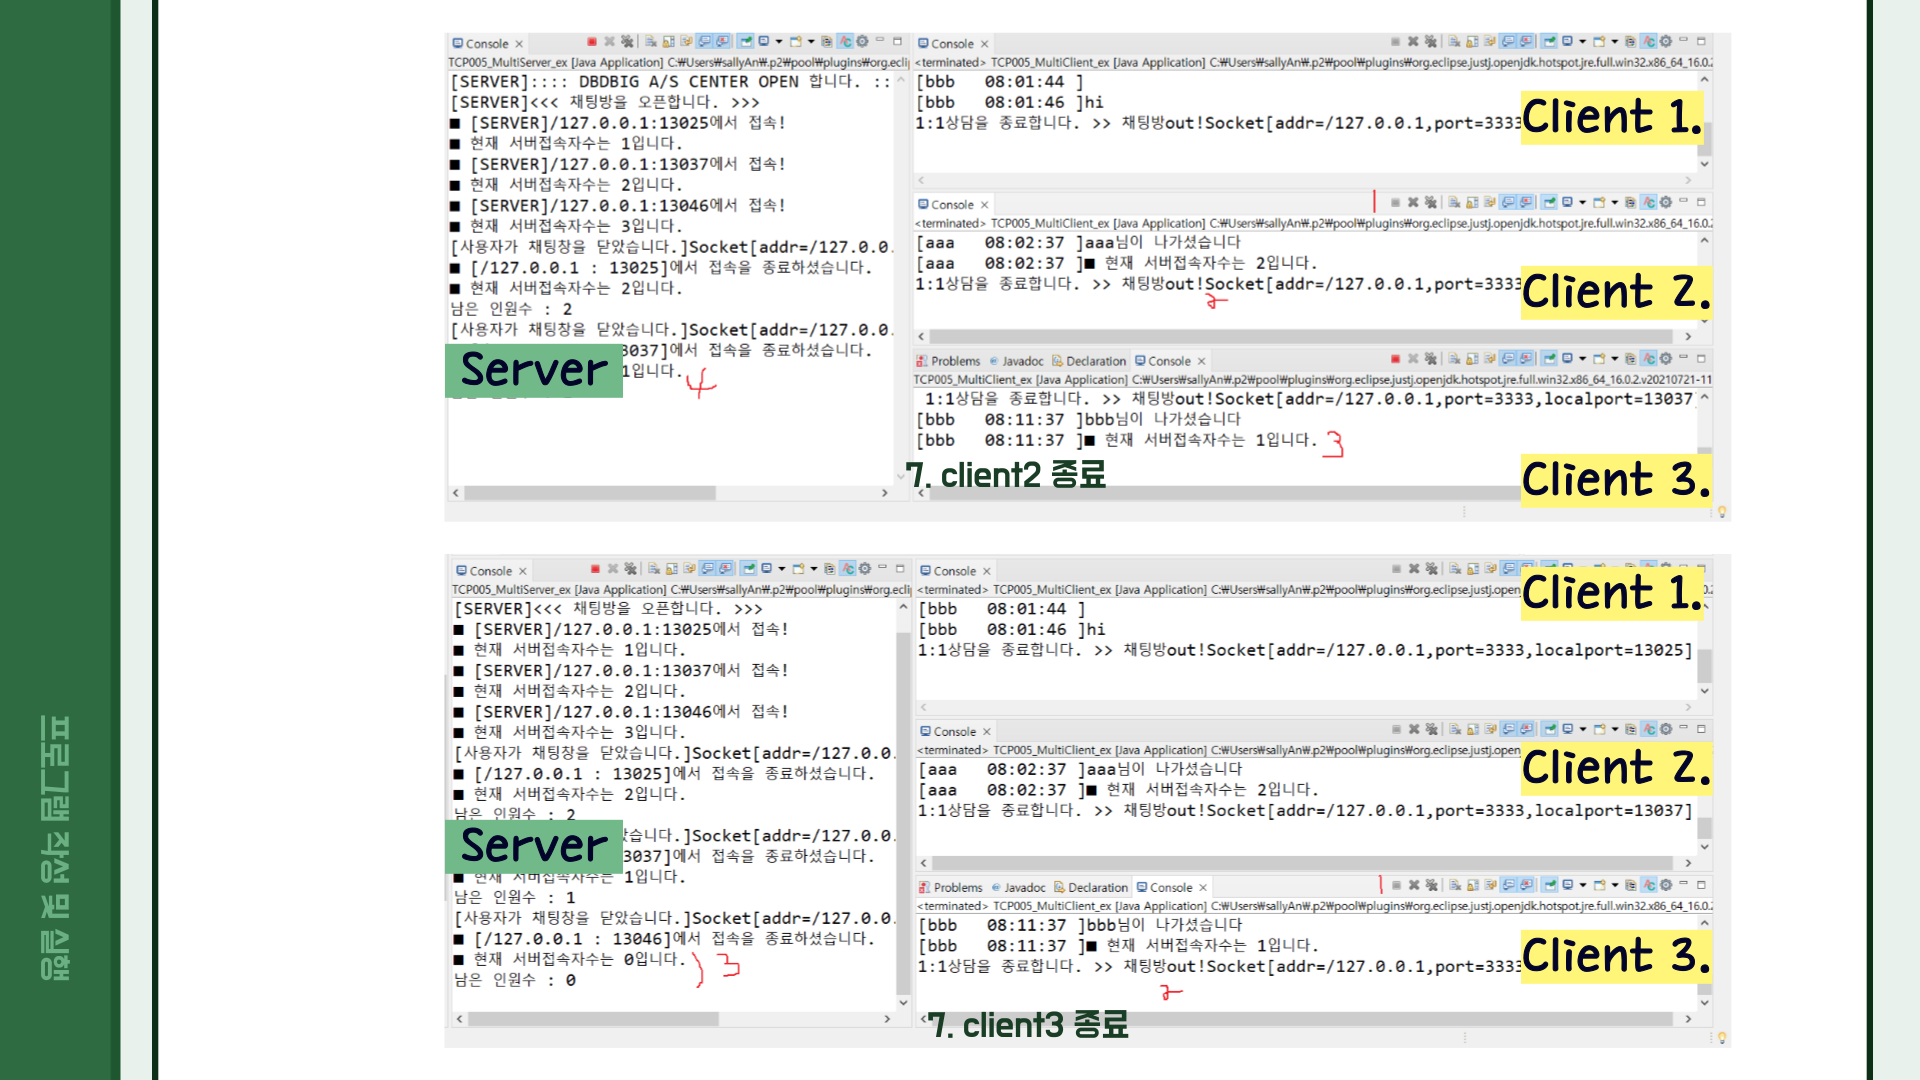 프로그램 작성 및 실행
Console
TCP005_MultiServer_ex [Java Application] C:₩Users₩sallyAn₩.p2₩pool₩plugins₩org.ecli
[SERVER]:::: DBDBIG A/S CENTER OPEN 합니다. ::
[SERVER]<<< 채팅방을 오픈합니다. >>>
■ [SERVER]/127.0.0.1:13025에서 접속!
■ 현재 서버접속자수는 1입니다.
■ [SERVER]/127.0.0.1:13037에서 접속!
■ 현재 서버접속자수는 2입니다.
■ [SERVER]/127.0.0.1:13046에서 접속!
■ 현재 서버접속자수는 3입니다.
[사용자가 채팅창을 닫았습니다.]Socket[addr=/127.0.0.
■ [/127.0.0.1 : 13025]에서 접속을 종료하셨습니다.
■ 현재 서버접속자수는 2입니다.
남은 인원수 : 2
[사용자가 채팅창을 닫았습니다.]Socket[addr=/127.0.0.
3037]에서 접속을 종료하셨습니다.
Server
1입니다. 4
Console
<terminated> TCP005_MultiClient_ex [Java Application] C:₩Users₩sallyAn₩.p2₩pool₩plugins₩org.eclipse.justj.openjdk.hotspot.jre.full.win32.x86_64_16.0.2
[bbb 08:01:44 ]
[bbb 08:01:46 ]hi
1:1상담을 종료합니다. >> 채팅방out!Socket[addr=/127.0.0.1,port=3333
Client 1.
Console
<terminated> TCP005_MultiClient_ex [Java Application] C:₩Users₩sallyAn₩.p2₩pool₩plugins₩org.eclipse.justj.openjdk.hotspot.jre.full.win32.x86_64_16.0.2
[aaa 08:02:37 ]aaa님이 나가셨습니다
[aaa 08:02:37 ]■ 현재 서버접속자수는 2입니다.
1:1상담을 종료합니다. >> 채팅방out!Socket[addr=/127.0.0.1,port=3333
2
Client 2.
Problems Javadoc Declaration Console
TCP005_MultiClient_ex [Java Application] C:₩Users₩sallyAn₩.p2₩pool₩plugins₩org.eclipse.justj.openjdk.hotspot.jre.full.win32.x86_64_16.0.2.v20210721-11
1:1상담을 종료합니다. >> 채팅방out!Socket[addr=/127.0.0.1,port=3333,localport=13037
[bbb 08:11:37 ]bbb님이 나가셨습니다
[bbb 08:11:37 ]■ 현재 서버접속자수는 1입니다. 3
Client 3.
7. client2 종료
Console
TCP005_MultiServer_ex [Java Application] C:₩Users₩sallyAn₩.p2₩pool₩plugins₩org.ecli
[SERVER]<<< 채팅방을 오픈합니다. >>>
■ [SERVER]/127.0.0.1:13025에서 접속!
■ 현재 서버접속자수는 1입니다.
■ [SERVER]/127.0.0.1:13037에서 접속!
■ 현재 서버접속자수는 2입니다.
■ [SERVER]/127.0.0.1:13046에서 접속!
■ 현재 서버접속자수는 3입니다.
[사용자가 채팅창을 닫았습니다.]Socket[addr=/127.0.0.
■ [/127.0.0.1 : 13025]에서 접속을 종료하셨습니다.
■ 현재 서버접속자수는 2입니다.
남은 인원수 : 2
았습니다.]Socket[addr=/127.0.0.
Server
3037]에서 접속을 종료하셨습니다.
■ 현재 서버접속자수는 1입니다.
남은 인원수 : 1
[사용자가 채팅창을 닫았습니다.]Socket[addr=/127.0.0.
■ [/127.0.0.1 : 13046]에서 접속을 종료하셨습니다.
■ 현재 서버접속자수는 0입니다. ) 3
남은 인원수 : 0
Console
<terminated> TCP005_MultiClient_ex [Java Application] C:₩Users₩sallyAn₩.p2₩pool₩plugins₩org.eclipse.justj.open
Client 1.
[bbb 08:01:44 ]
[bbb 08:01:46 ]hi
1:1상담을 종료합니다. >> 채팅방out!Socket[addr=/127.0.0.1,port=3333,localport=13025]
Console
<terminated> TCP005_MultiClient_ex [Java Application] C:₩Users₩sallyAn₩.p2₩pool₩plugins₩org.eclipse.justj.open
Client 2.
[aaa 08:02:37 ]aaa님이 나가셨습니다
[aaa 08:02:37 ]■ 현재 서버접속자수는 2입니다.
1:1상담을 종료합니다. >> 채팅방out!Socket[addr=/127.0.0.1,port=3333,localport=13037]
Problems Javadoc Declaration Console
<terminated> TCP005_MultiClient_ex [Java Application] C:₩Users₩sallyAn₩.p2₩pool₩plugins₩org.eclipse.justj.openjdk.hotspot.jre.full.win32.x86_64_16.0.2
[bbb 08:11:37 ]bbb님이 나가셨습니다
[bbb 08:11:37 ]■ 현재 서버접속자수는 1입니다.
1:1상담을 종료합니다. >> 채팅방out!Socket[addr=/127.0.0.1,port=3333
Client 3.
2
7. client3 종료